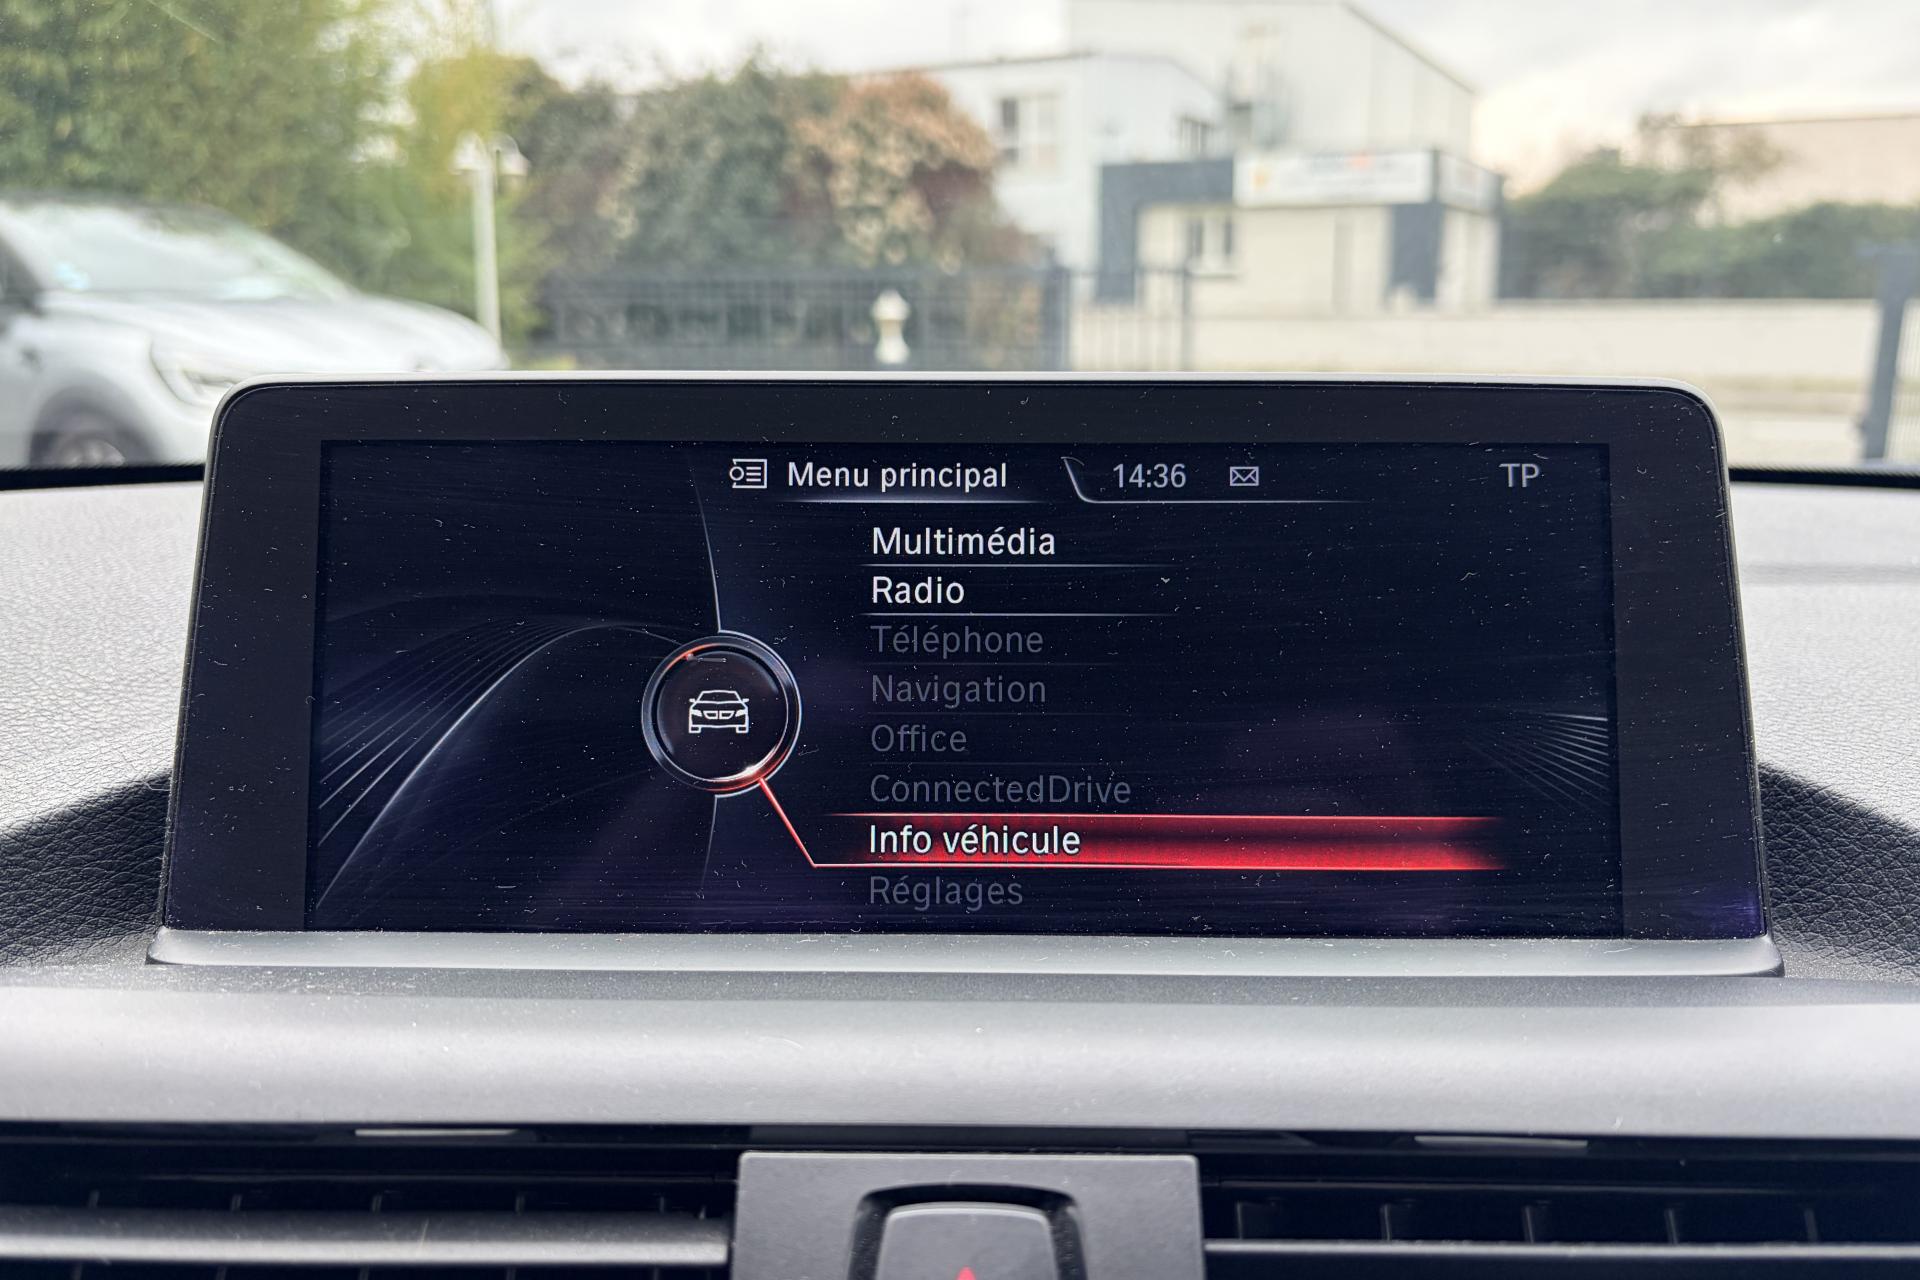 Menu principal 14:36 TP
Multimédia
Radio
Téléphone
Navigation
Office
ConnectedDrive
Info véhicule
Réglages